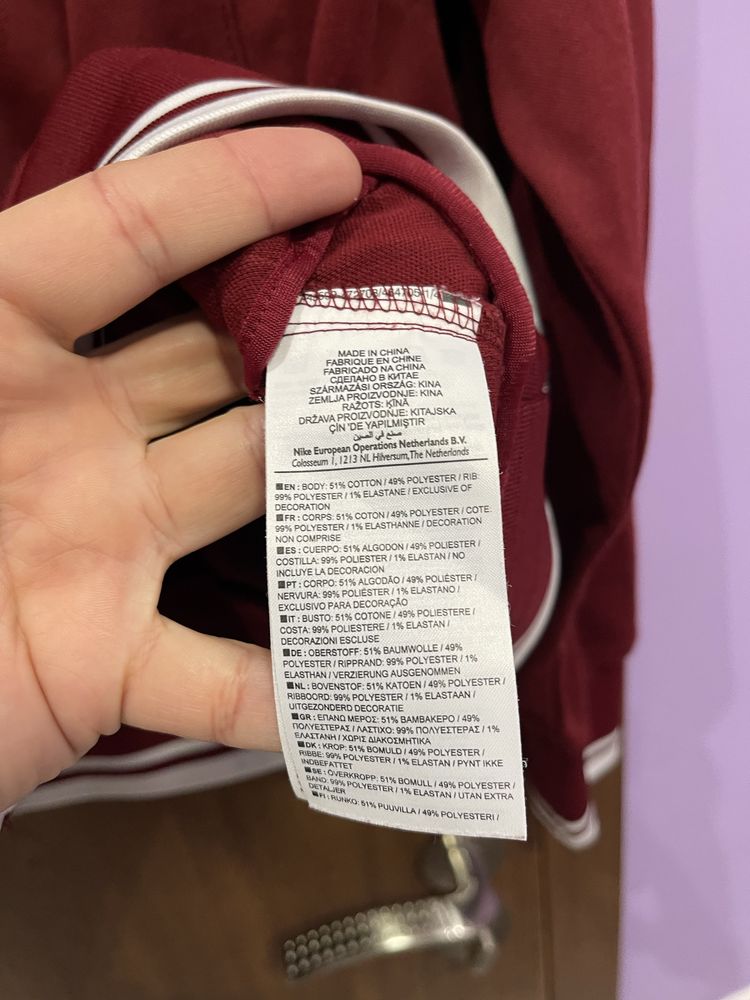 MADE IN CHINA
FABRIQUE EN CHINE
FABRICADO NA CHINA
СДЕЛАНО В КИТАЕ
SZÁRMAZÁSI ORSZÁG: KÍNA
ZEMLJA PROIZVODNJE: KINA
RAŽOTS: ĶĪNĀ
DRŽAVA PROIZVODNJE: KITAJSKA
ÇİN 'DE YAPILMIŞTIR
صنع في الصين
Nike European Operations Netherlands B.V.
Colosseum 1, 1213 NL Hilversum, The Netherlands
EN : BODY: 51% COTTON / 49% POLYESTER / RIB:
99% POLYESTER / 1% ELASTANE / EXCLUSIVE OF
DECORATION
FR : CORPS: 51% COTON / 49% POLYESTER / COTE:
99% POLYESTER / 1% ELASTHANNE / DECORATION
NON COMPRISE
ES : CUERPO: 51% ALGODON / 49% POLIESTER /
COSTILLA: 99% POLIESTER / 1% ELASTAN / NO
INCLUYE LA DECORACION
PT : CORPO: 51% ALGODÃO / 49% POLIÉSTER /
NERVURA: 99% POLIÉSTER / 1% ELASTANO /
EXCLUSIVO PARA DECORAÇÃO
IT : BUSTO: 51% COTONE / 49% POLIESTERE /
COSTA: 99% POLIESTERE / 1% ELASTAN /
DECORAZIONI ESCLUSE
DE : OBERSTOFF: 51% BAUMWOLLE / 49%
POLYESTER / RIPPRAND: 99% POLYESTER / 1%
ELASTHAN / VERZIERUNG AUSGENOMMEN
NL : BOVENSTOF: 51% KATOEN / 49% POLYESTER /
RIBBOORD: 99% POLYESTER / 1% ELASTAAN /
UITGEZONDERD DECORATIE
GR : ΕΠΑΝΩ ΜΕΡΟΣ: 51% ΒΑΜΒΑΚΕΡΟ / 49%
ΠΟΛΥΕΣΤΕΡΑΣ / ΛΑΣΤΙΧΟ: 99% ΠΟΛΥΕΣΤΕΡΑΣ / 1%
ΕΛΑΣΤΑΝΗ / ΧΩΡΙΣ ΔΙΑΚΟΣΜΗΤΙΚΑ
DK : KROP: 51% BOMULD / 49% POLYESTER /
RIBBE: 99% POLYESTER / 1% ELASTAN / PYNT IKKE
INDBEFATTET
SE : ÖVERKROPP: 51% BOMULL / 49% POLYESTER /
BAND: 99% POLYESTER / 1% ELASTAN / UTAN EXTRA
DETALJER
FI : RUNKO: 51% PUUVILLA / 49% POLYESTERI /